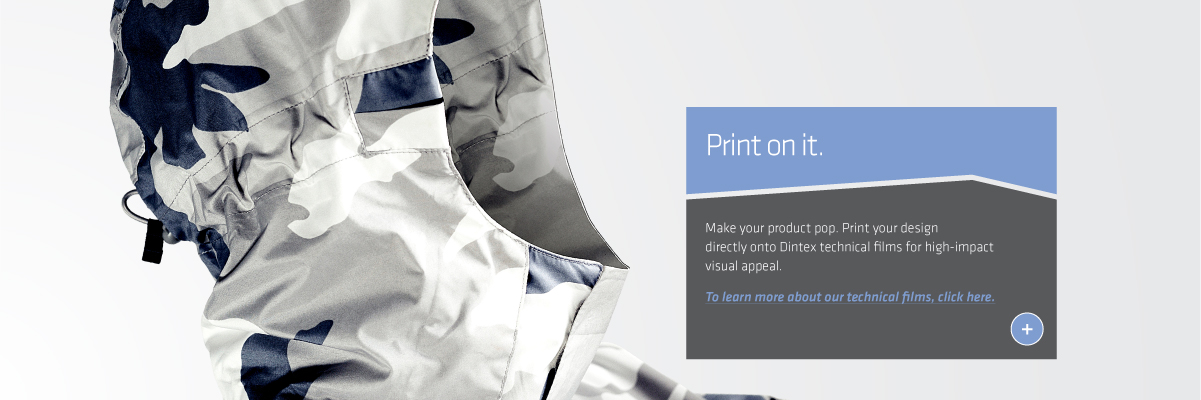 Print on it.
Make your product pop. Print your design
directly onto Dintex technical films for high-impact
visual appeal.
To learn more about our technical films, click here.
+